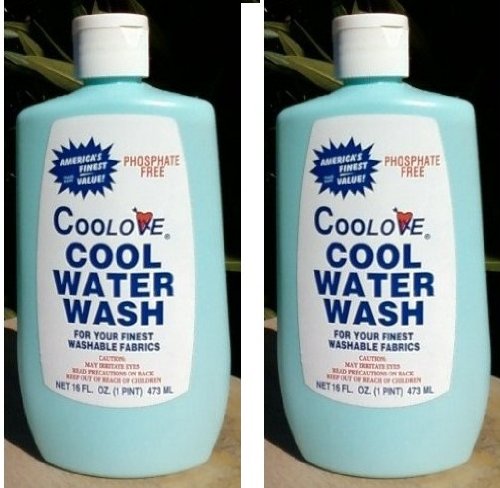 AMERICA'S
FINEST
VALUE!
PHOSPHATE
FREE
COOLOVE®
COOL
WATER
WASH
FOR YOUR FINEST
WASHABLE FABRICS
CAUTION:
MAY IRRITATE EYES
READ PRECAUTIONS ON BACK
KEEP OUT OF REACH OF CHILDREN
NET 16 FL. OZ. (1 PINT) 473 ML
AMERICA'S
FINEST
VALUE!
PHOSPHATE
FREE
COOLOVE®
COOL
WATER
WASH
FOR YOUR FINEST
WASHABLE FABRICS
CAUTION:
MAY IRRITATE EYES
READ PRECAUTIONS ON BACK
KEEP OUT OF REACH OF CHILDREN
NET 16 FL. OZ. (1 PINT) 473 ML